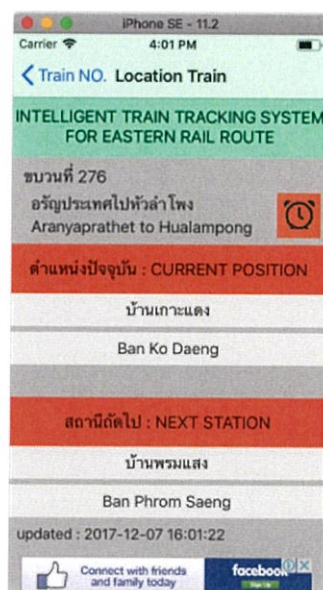 iPhone SE - 11.2
Carrier 4:01 PM
Train NO. Location Train
INTELLIGENT TRAIN TRACKING SYSTEM
FOR EASTERN RAIL ROUTE
ขบวนที่ 276
อรัญประเทศไปหัวลำโพง
Aranyaprathet to Hualampong
ตำแหน่งปัจจุบัน : CURRENT POSITION
บ้านเกาะแดง
Ban Ko Daeng
สถานีถัดไป : NEXT STATION
บ้านพรมแสง
Ban Phrom Saeng
updated : 2017-12-07 16:01:22
Connect with friends
and family today
facebook
Sign Up